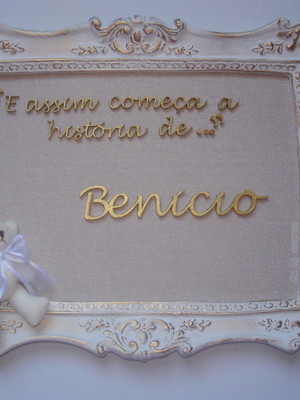 "E assim começa a
história de..."
Benicio